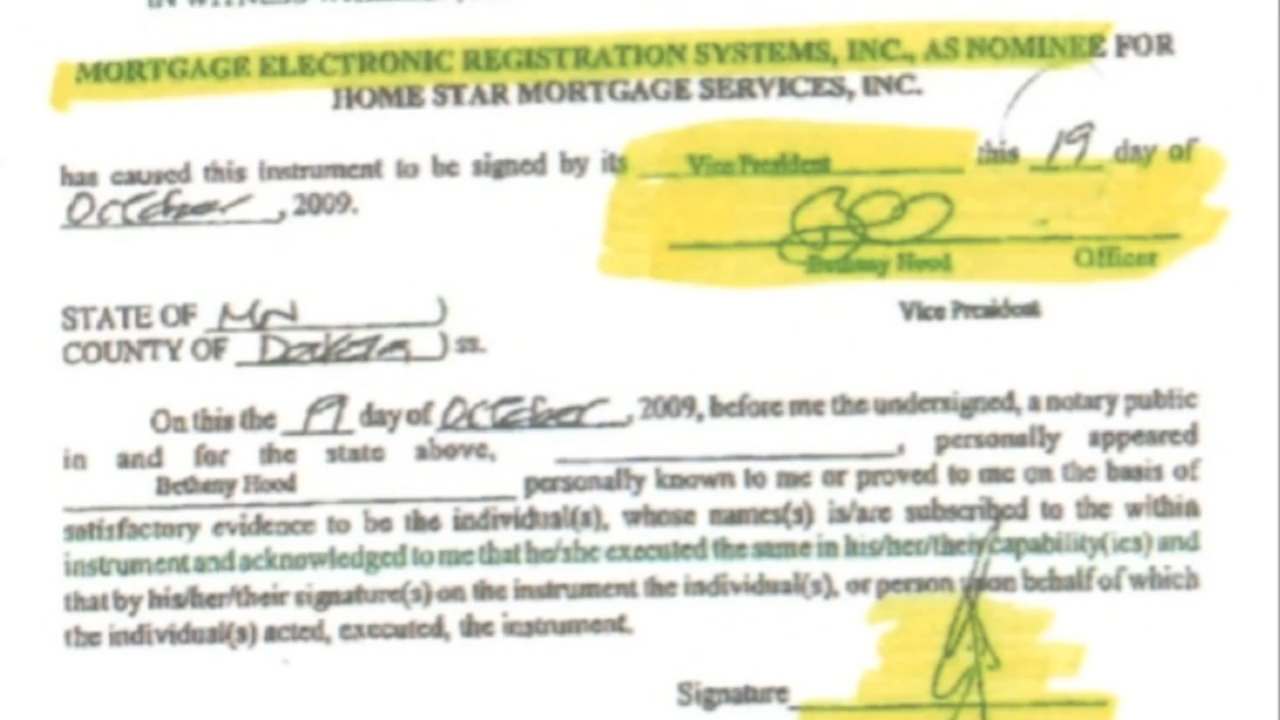 IN WITNESS
MORTGAGE ELECTRONIC REGISTRATION SYSTEMS, INC., AS NOMINEE FOR
HOME STAR MORTGAGE SERVICES, INC.
has caused this instrument to be signed by its Vice President this 19 day of
October, 2009.
Bethany Hood Officer
Vice President
STATE OF MN )
COUNTY OF Dakota ) ss.
On this the 19 day of October, 2009, before me the undersigned, a notary public
in and for the state above, , personally appeared
Bethany Hood personally known to me or proved to me on the basis of
satisfactory evidence to be the individual(s), whose names(s) is/are subscribed to the within
instrument and acknowledged to me that he/she executed the same in his/her/their capability(ies) and
that by his/her/their signature(s) on the instrument the individual(s), or person upon behalf of which
the individual(s) acted, executed, the instrument.
Signature